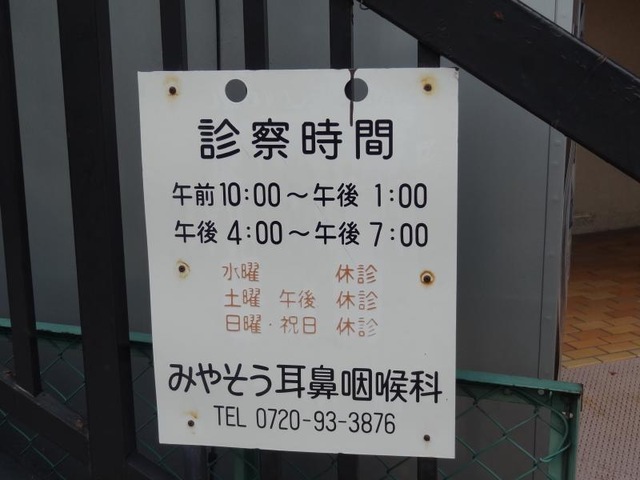 診察時間
午前10:00～午後 1:00
午後 4:00～午後 7:00
水曜 休診
土曜 午後 休診
日曜・祝日 休診
みやそう耳鼻咽喉科
TEL 0720-93-3876